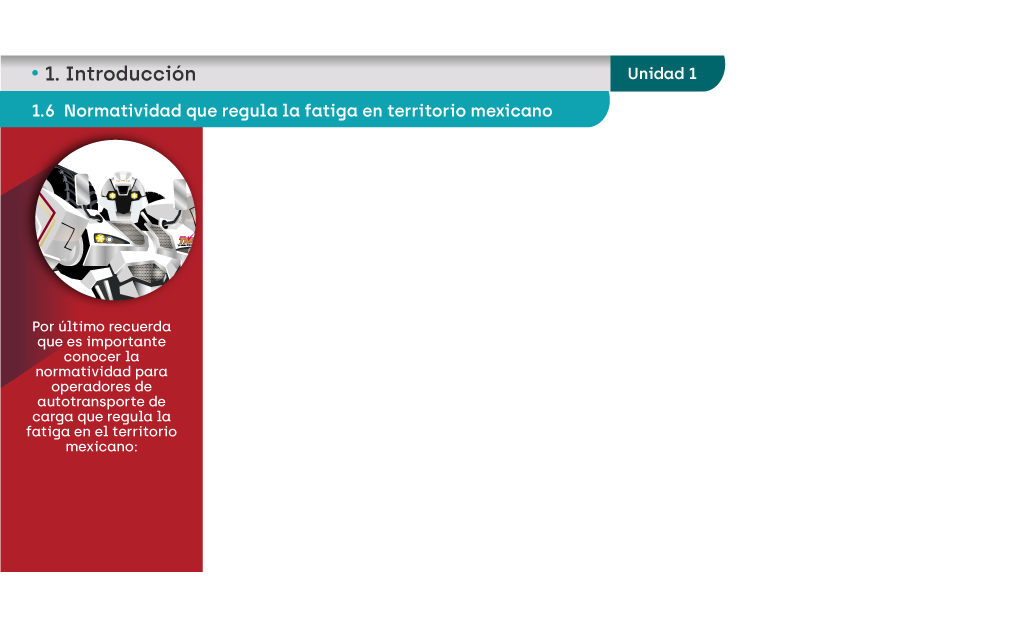 • 1. Introducción
Unidad 1
1.6 Normatividad que regula la fatiga en territorio mexicano
Por último recuerda
que es importante
conocer la
normatividad para
operadores de
autotransporte de
carga que regula la
fatiga en el territorio
mexicano: